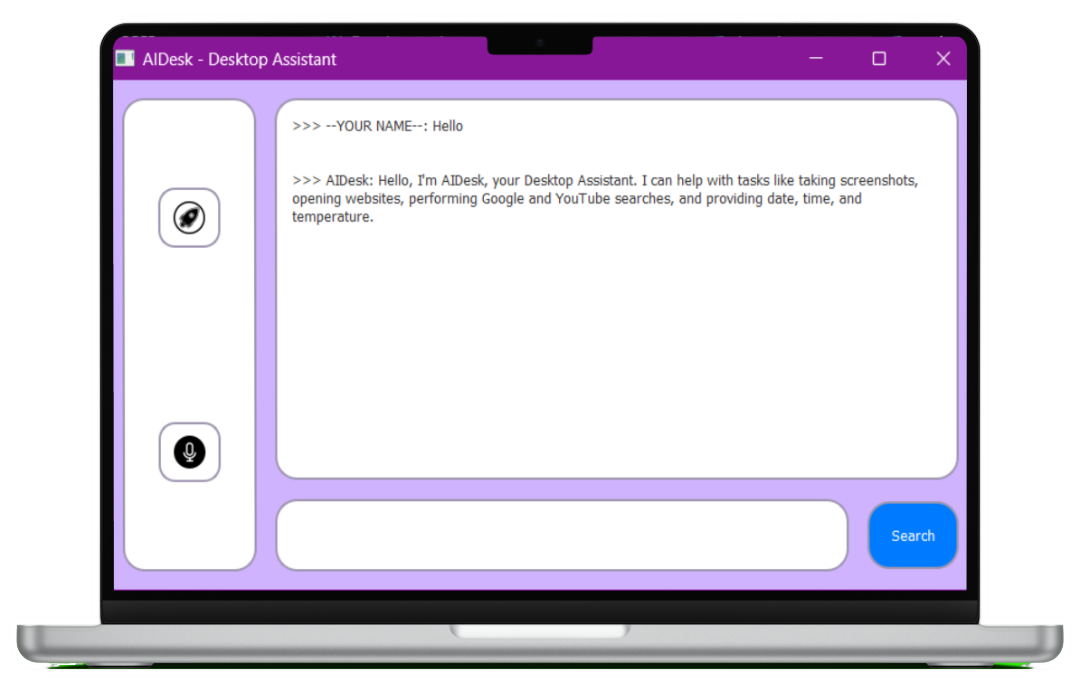 AIDesk - Desktop Assistant
>>> --YOUR NAME--: Hello
>>> AIDesk: Hello, I'm AIDesk, your Desktop Assistant. I can help with tasks like taking screenshots,
opening websites, performing Google and YouTube searches, and providing date, time, and
temperature.
Search